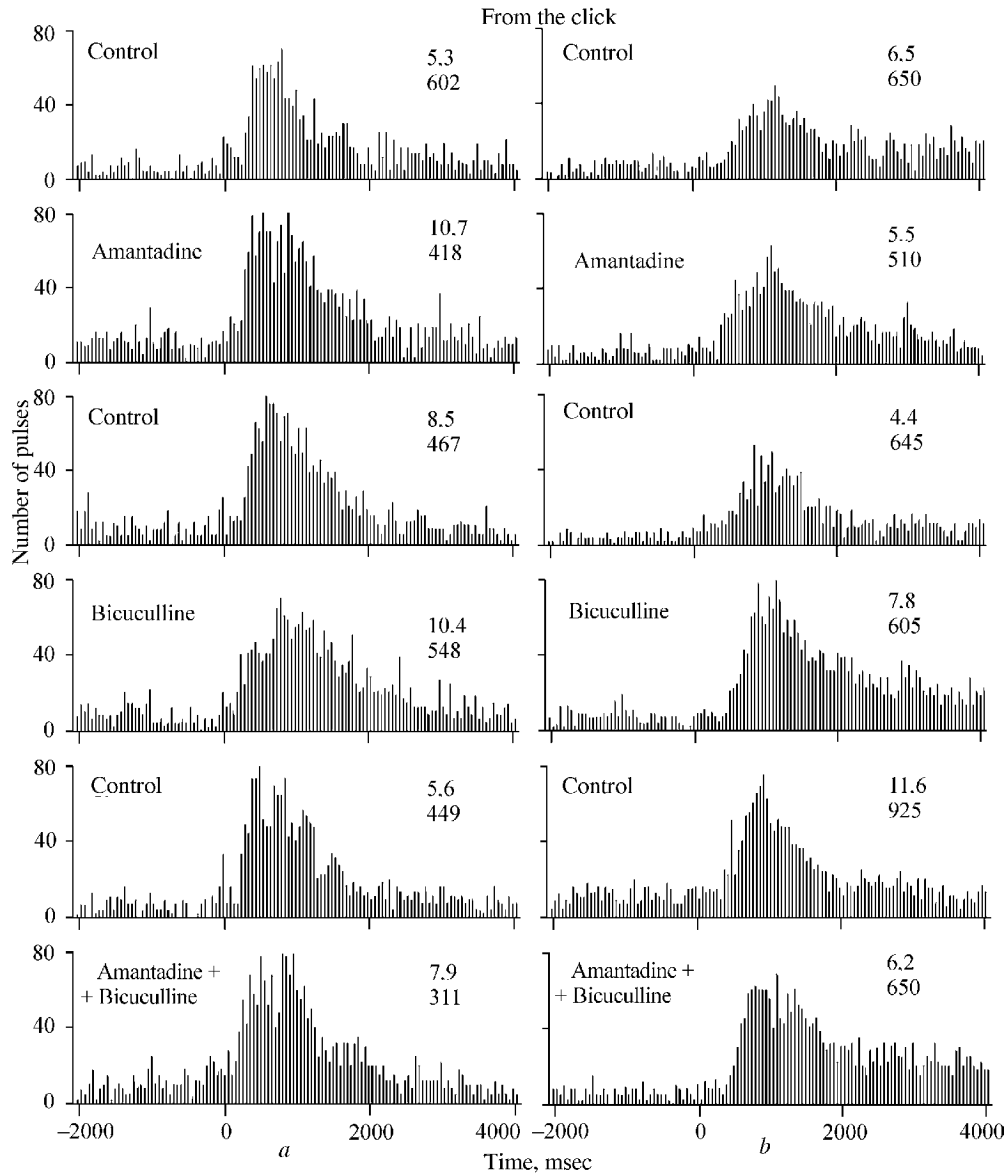 From the click
80
Control
5.3
602
Control
6.5
650
40
0
80
Amantadine
10.7
418
Amantadine
5.5
510
40
0
80
Control
8.5
467
Control
4.4
645
40
0
80
Bicuculline
10.4
548
Bicuculline
7.8
605
40
0
80
Control
5.6
449
Control
11.6
925
40
0
80
Amantadine +
+ Bicuculline
7.9
311
Amantadine +
+ Bicuculline
6.2
650
40
0
Number of pulses
−2000 0 2000 4000 −2000 0 2000 4000
a
b
Time, msec